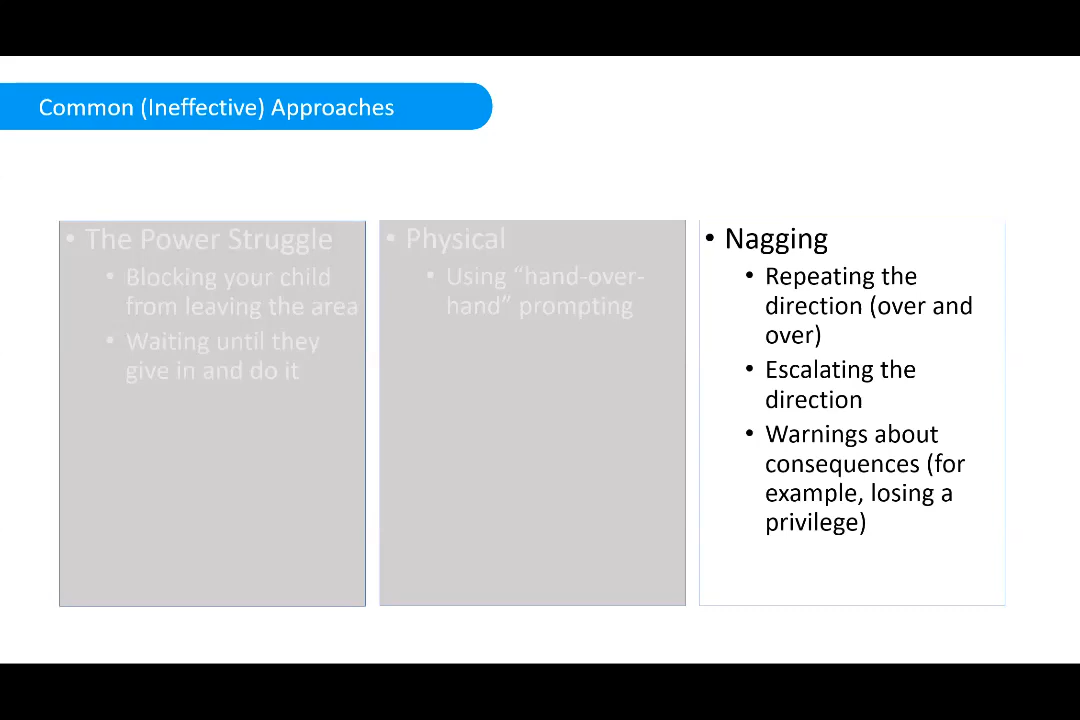 Common (Ineffective) Approaches
• The Power Struggle
• Blocking your child
from leaving the area
• Waiting until they
give in and do it
• Physical
• Using “hand-over-
hand” prompting
• Nagging
• Repeating the
direction (over and
over)
• Escalating the
direction
• Warnings about
consequences (for
example, losing a
privilege)